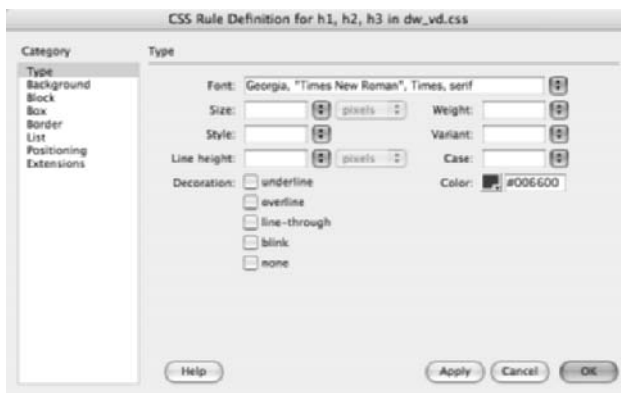 CSS Rule Definition for h1, h2, h3 in dw_vd.css
Category
Type
Background
Block
Box
Border
List
Positioning
Extensions
Type
Font: Georgia, "Times New Roman", Times, serif
Size: pixels Weight:
Style: Variant:
Line height: pixels Case:
Decoration: underline Color: #006600
overline
line-through
blink
none
Help Apply Cancel OK